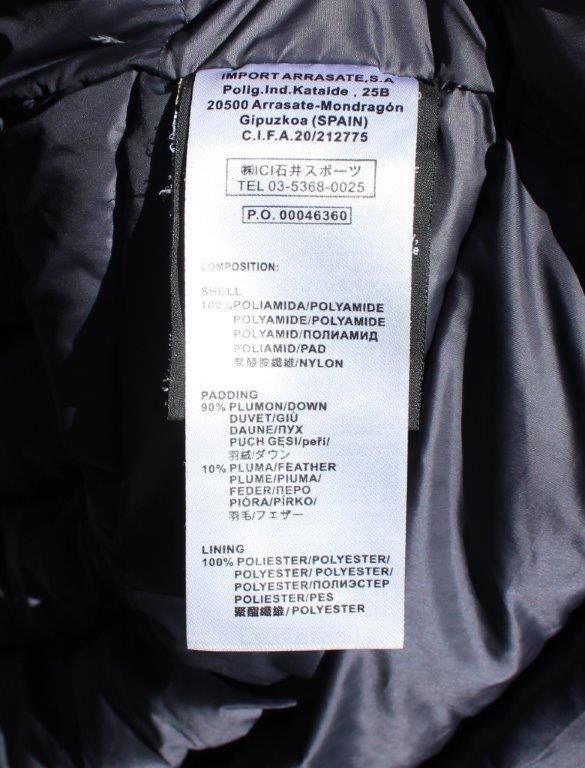 IMPORT ARRASATE,S.A
Polig.Ind.Kataide , 25B
20500 Arrasate-Mondragón
Gipuzkoa (SPAIN)
C.I.F.A.20/212775
㈱ICI石井スポーツ
TEL 03-5368-0025
P.O. 00046360
COMPOSITION:
SHELL
100%POLIAMIDA/POLYAMIDE
POLYAMIDE/POLYAMIDE
POLYAMID/ПОЛИАМИД
POLIAMID/PAD
聚醯胺纖維/NYLON
PADDING
90% PLUMON/DOWN
DUVET/GIÙ
DAUNE/ПУХ
PUCH GĘSI/peří/
羽絨/ダウン
10% PLUMA/FEATHER
PLUME/PIUMA/
FEDER/ПЕРО
PIÓRA/PÍRKO/
羽毛/フェザー
LINING
100% POLIESTER/POLYESTER/
POLYESTER/ POLYESTER/
POLYESTER/ПОЛИЭСТЕР
POLIESTER/PES
聚酯纖維/POLYESTER